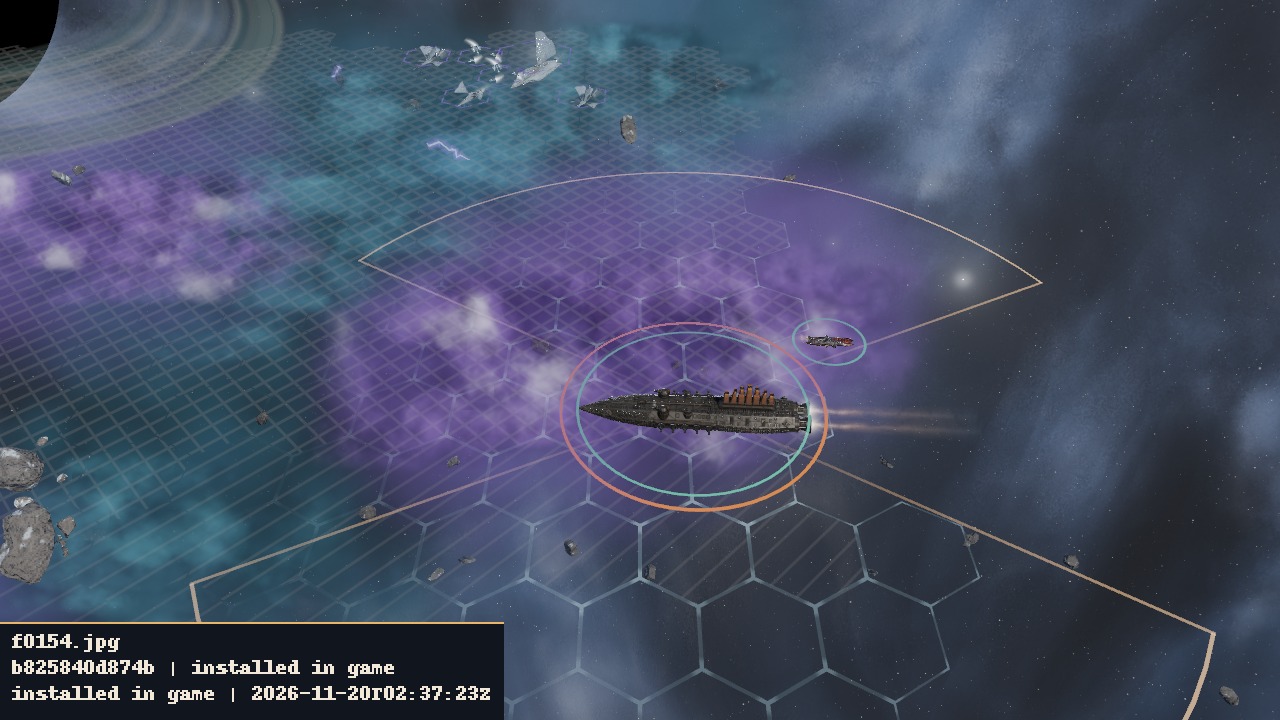 f0154.jpg
b825840d874b | installed in game
installed in game | 2026-11-20T02:37:23Z